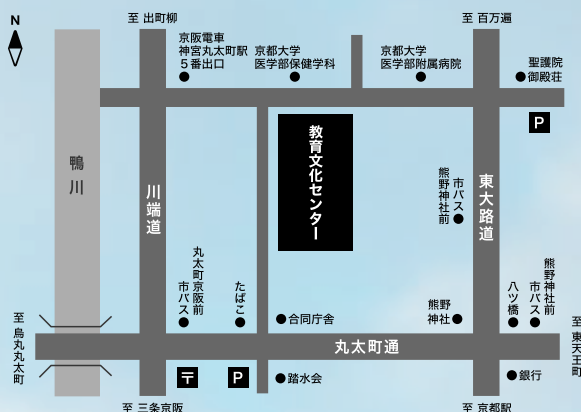 N
至 出町柳
至 百万遍
京阪電車
神宮丸太町駅
5番出口
京都大学
医学部保健学科
京都大学
医学部附属病院
聖護院
御殿荘
P
鴨川
川端道
教育文化センター
市バス
熊野神社前
東大路道
丸太町京阪前
市バス
たばこ
合同庁舎
熊野
神社
八ツ橋
熊野神社前
市バス
至 烏丸丸太町
丸太町通
至 東天王町
〒
P
踏水会
銀行
至 三条京阪
至 京都駅